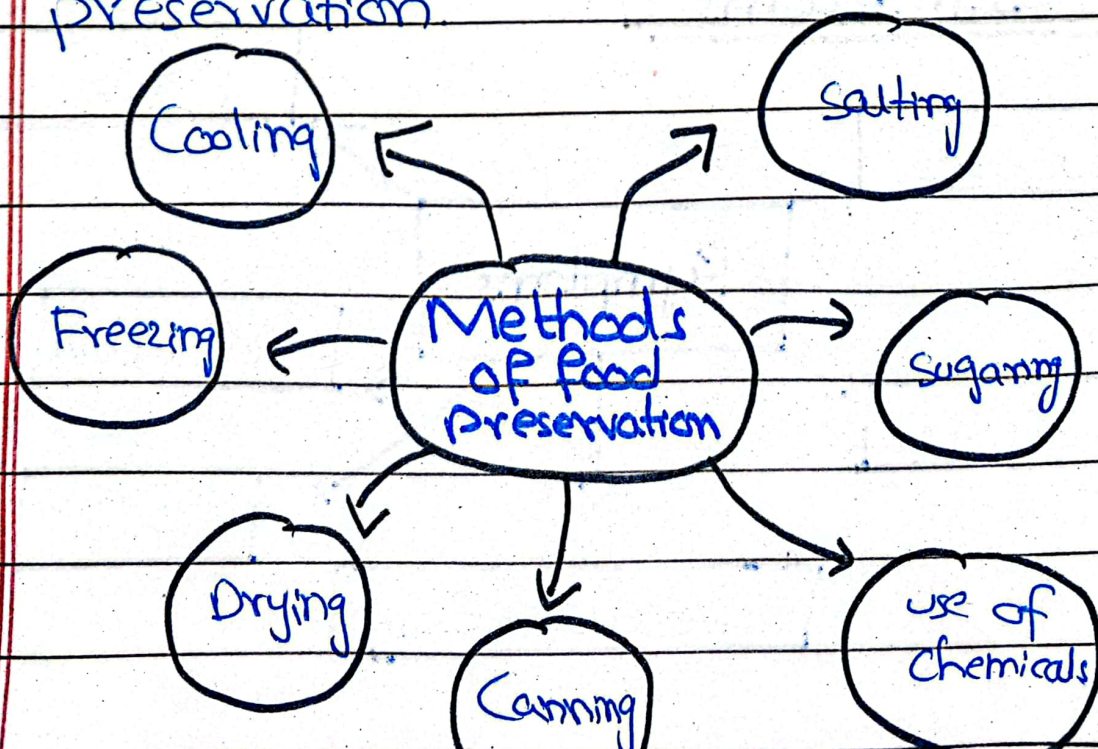 preservation.
Cooling
Salting
Freezing
Methods
of food
preservation
Sugaring
Drying
Canning
use of
chemicals